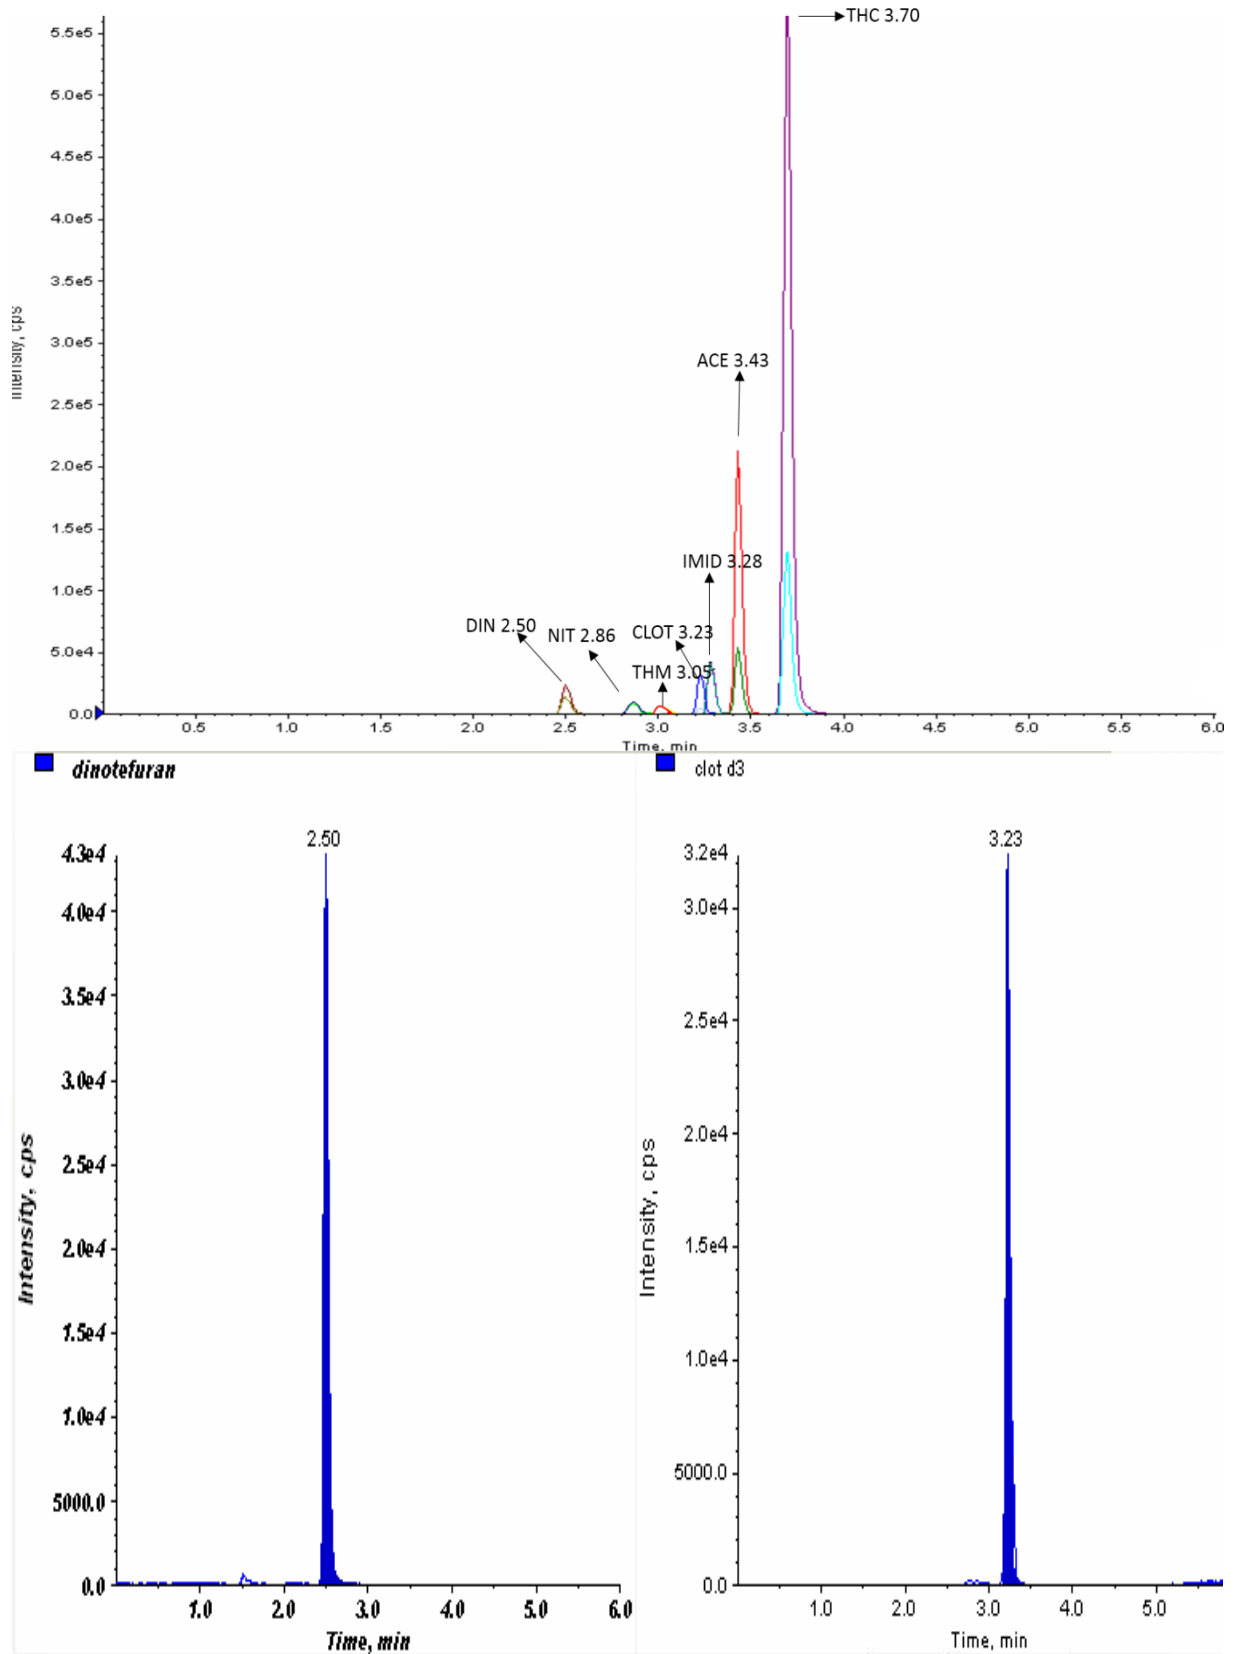 THC 3.70
5.5e5
5.0e5
4.5e5
4.0e5
3.5e5
3.0e5
2.5e5
2.0e5
1.5e5
1.0e5
5.0e4
0.0
Intensity, cps
ACE 3.43
IMID 3.28
DIN 2.50
NIT 2.86
CLOT 3.23
THM 3.05
0.5 1.0 1.5 2.0 2.5 3.0 3.5 4.0 4.5 5.0 5.5 6.0
Time, min
dinotefuran
2.50
4.3e4
4.0e4
3.5e4
3.0e4
2.5e4
2.0e4
1.5e4
1.0e4
5000.0
0.0
Intensity, cps
1.0 2.0 3.0 4.0 5.0 6.0
Time, min
clot d3
3.23
3.2e4
3.0e4
2.5e4
2.0e4
1.5e4
1.0e4
5000.0
0.0
Intensity, cps
1.0 2.0 3.0 4.0 5.0
Time, min